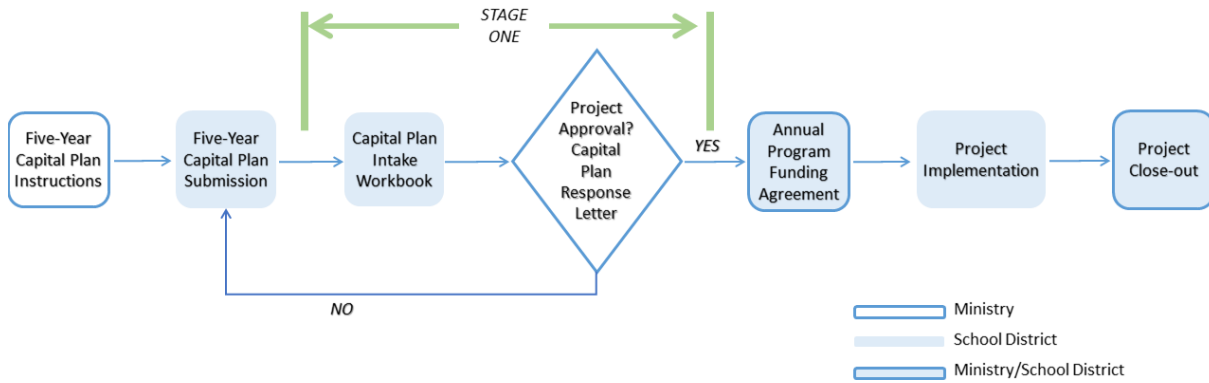 STAGE
ONE
Five-Year
Capital Plan
Instructions
Five-Year
Capital Plan
Submission
Capital Plan
Intake
Workbook
Project
Approval?
Capital
Plan
Response
Letter
YES
Annual
Program
Funding
Agreement
Project
Implementation
Project
Close-out
NO
Ministry
School District
Ministry/School District